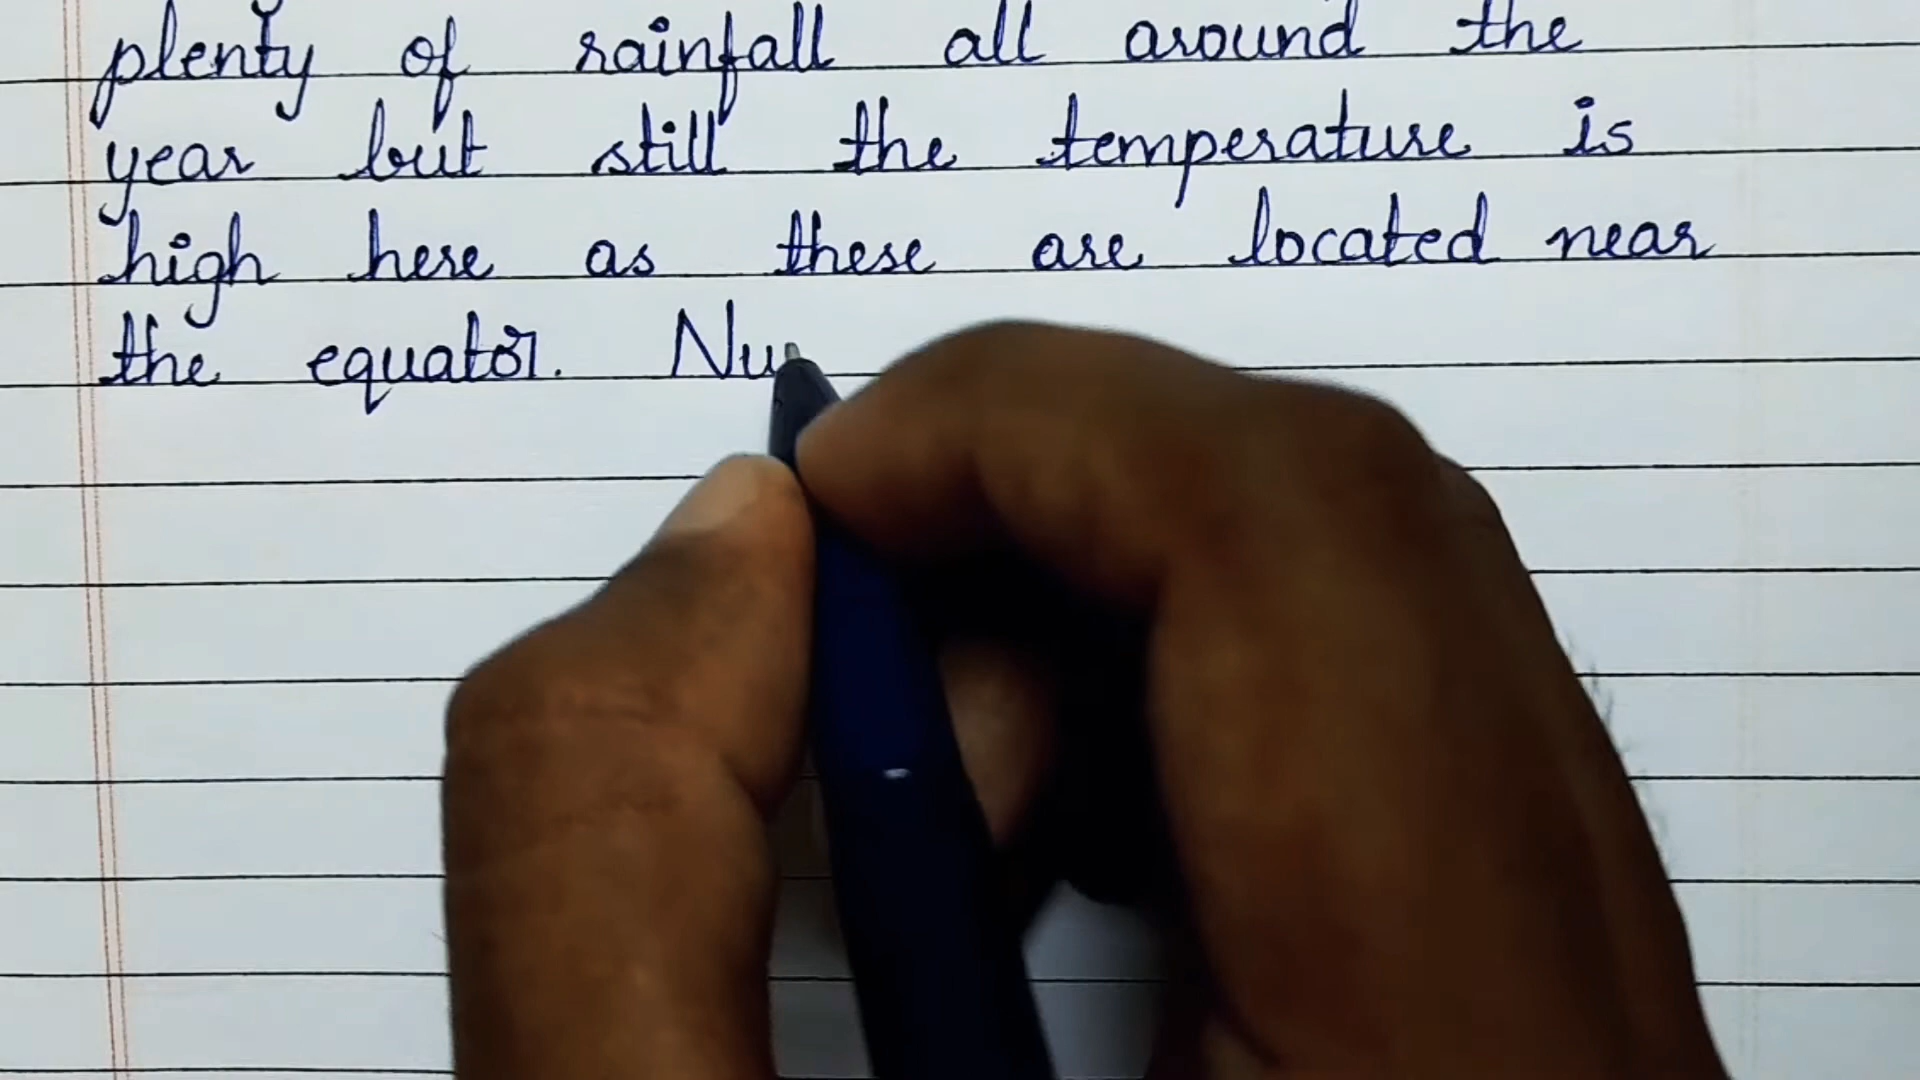 plenty of rainfall all around the
year but still the temperature is
high here as these are located near
the equator. Nu